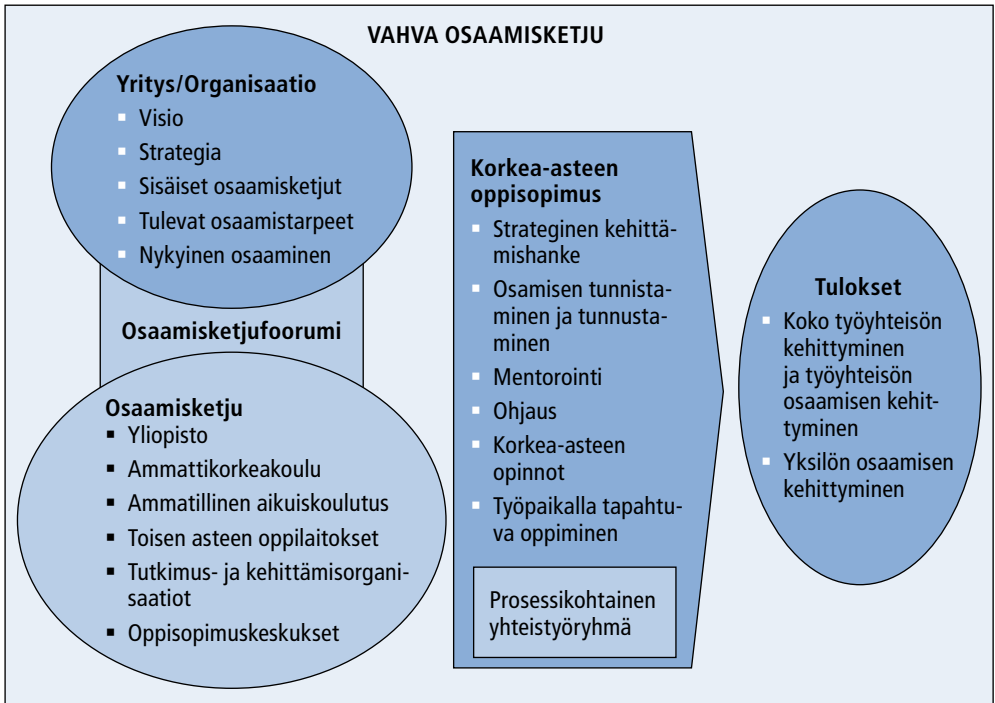 VAHVA OSAAMISKETJU
Yritys/Organisaatio
▪ Visio
▪ Strategia
▪ Sisäiset osaamisketjut
▪ Tulevat osaamistarpeet
▪ Nykyinen osaaminen
Osaamisketjufoorumi
Osaamisketju
▪ Yliopisto
▪ Ammattikorkeakoulu
▪ Ammatillinen aikuiskoulutus
▪ Toisen asteen oppilaitokset
▪ Tutkimus- ja kehittämisorgani-
saatiot
▪ Oppisopimuskeskukset
Korkea-asteen
oppisopimus
▪ Strateginen kehittä-
mishanke
▪ Osamisen tunnista-
minen ja tunnusta-
minen
▪ Mentorointi
▪ Ohjaus
▪ Korkea-asteen
opinnot
▪ Työpaikalla tapahtu-
va oppiminen
Prosessikohtainen
yhteistyöryhmä
Tulokset
▪ Koko työyhteisön
kehittyminen
ja työyhteisön
osaamisen kehit-
tyminen
▪ Yksilön osaamisen
kehittyminen